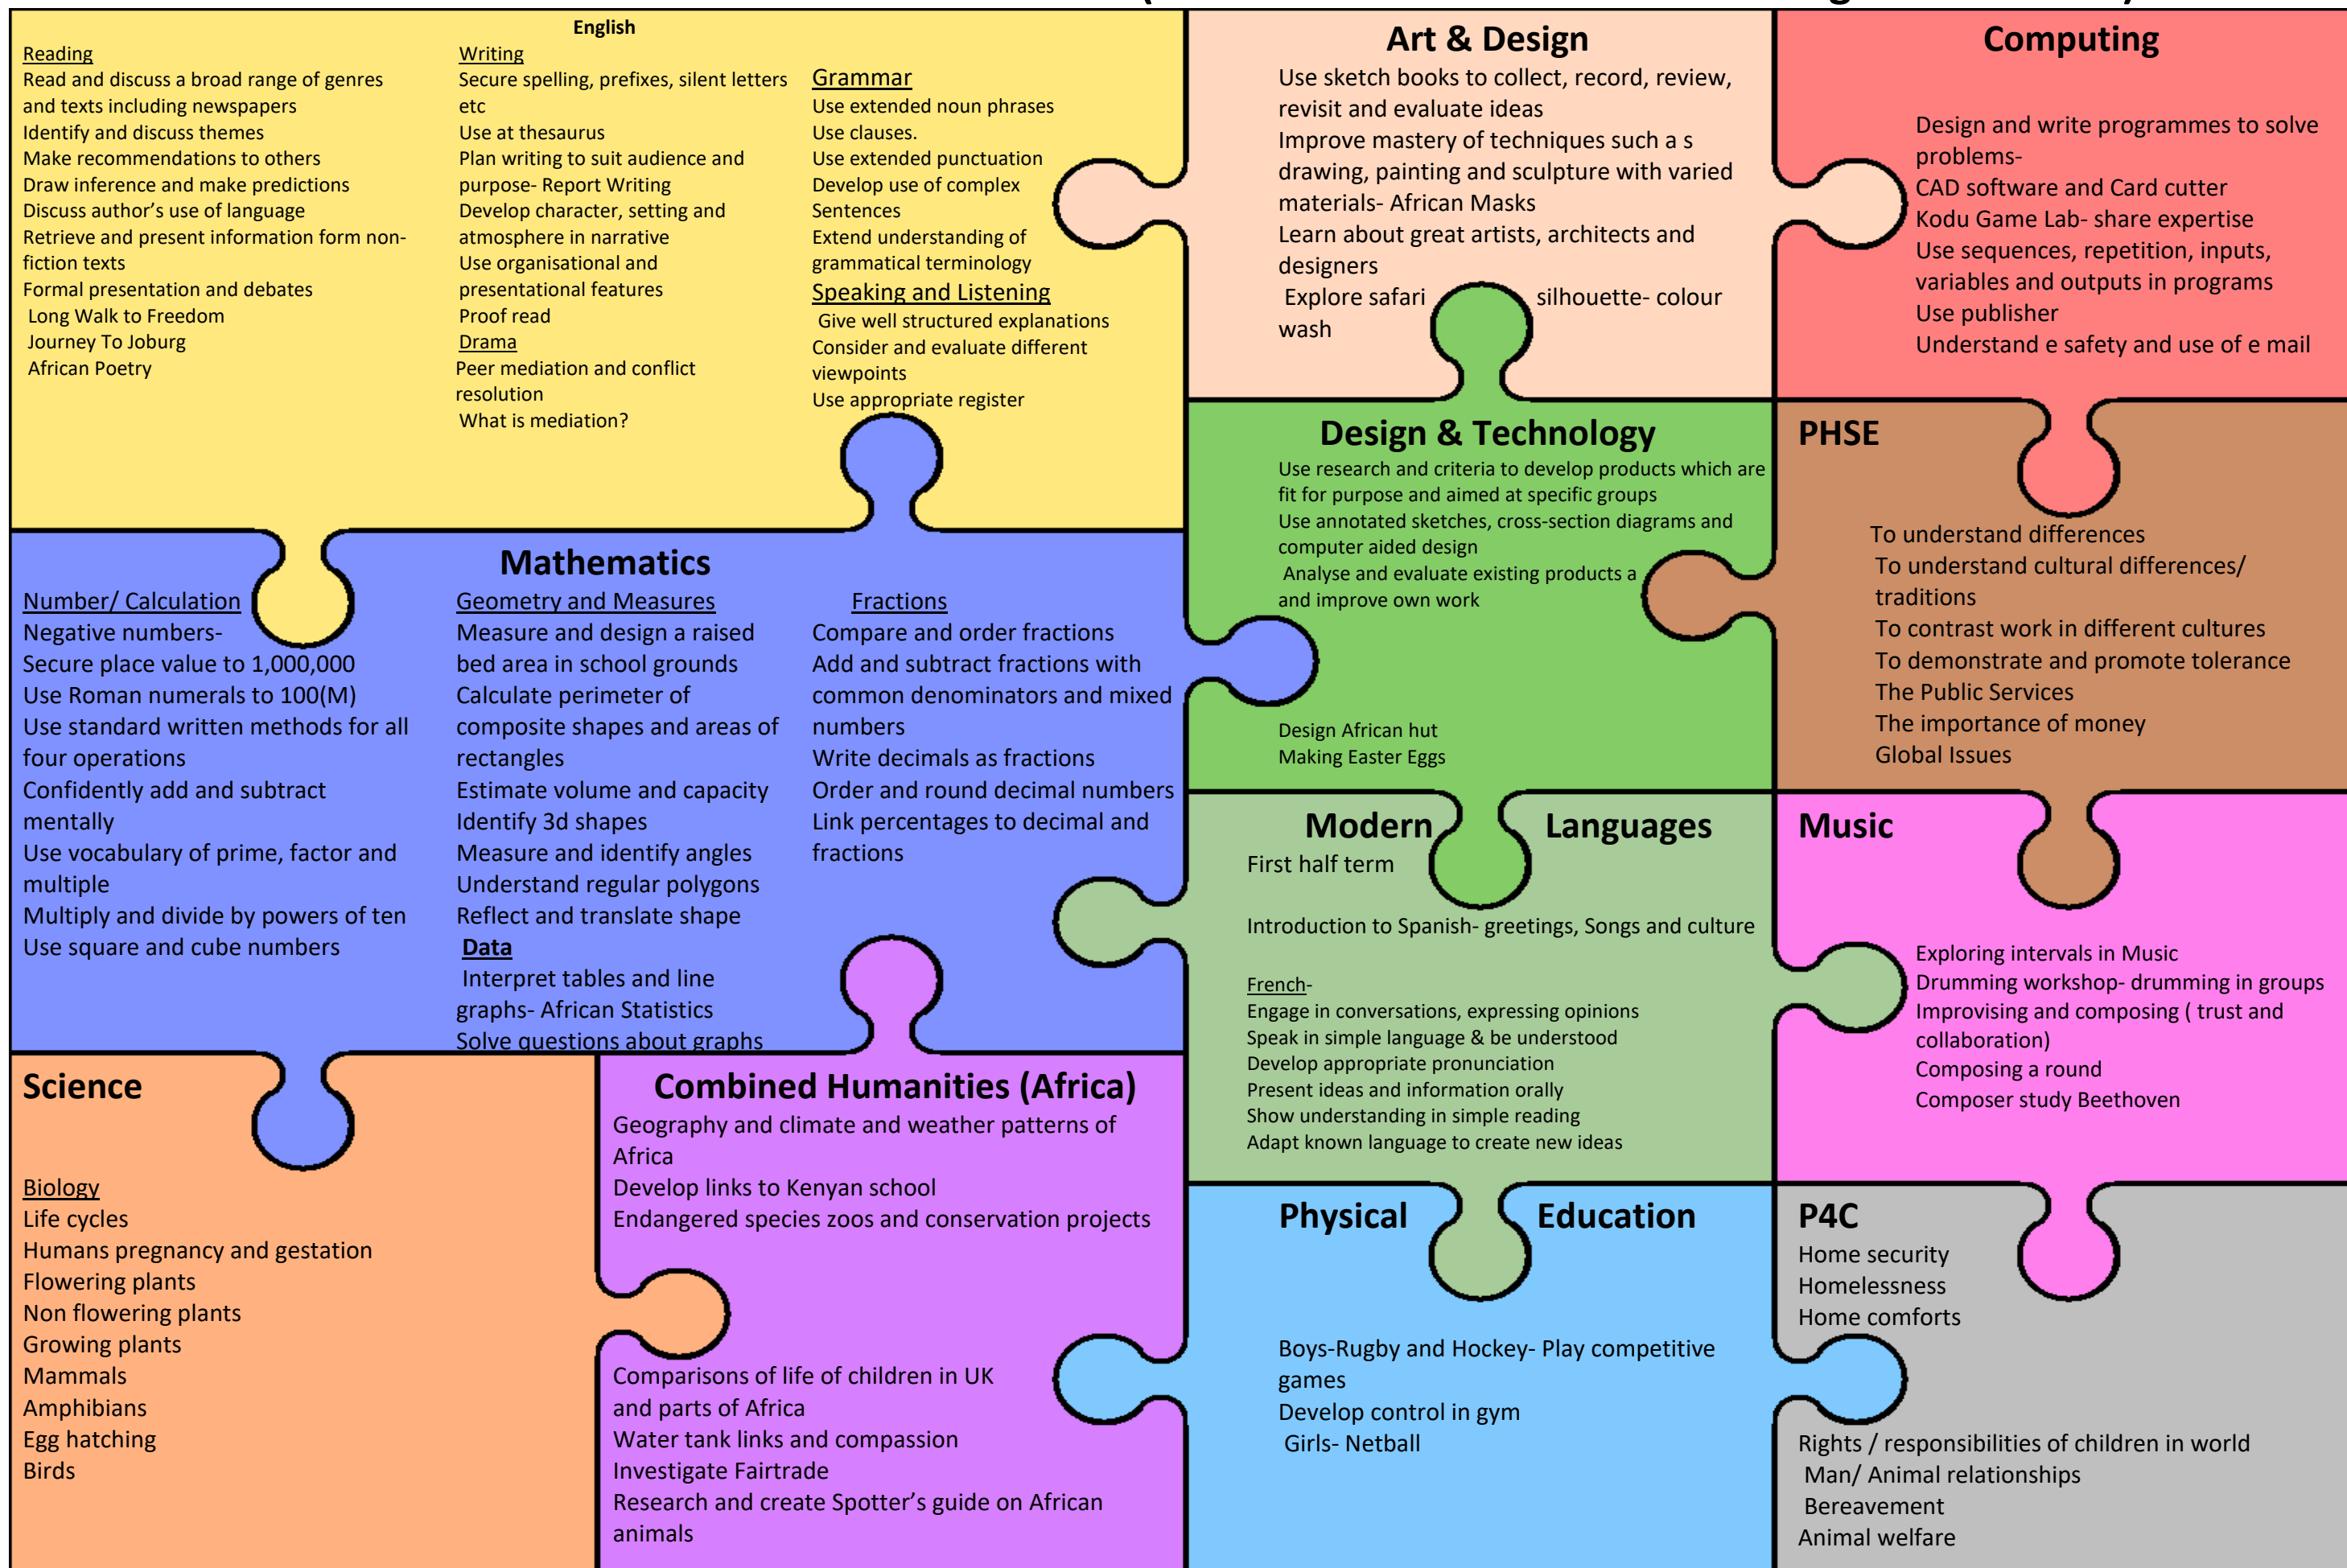 English
Reading
Read and discuss a broad range of genres
and texts including newspapers
Identify and discuss themes
Make recommendations to others
Draw inference and make predictions
Discuss author's use of language
Retrieve and present information form non-
fiction texts
Formal presentation and debates
Long Walk to Freedom
Journey To Joburg
African Poetry
Writing
Secure spelling, prefixes, silent letters
etc
Use at thesaurus
Plan writing to suit audience and
purpose- Report Writing
Develop character, setting and
atmosphere in narrative
Use organisational and
presentational features
Proof read
Drama
Peer mediation and conflict
resolution
What is mediation?
Grammar
Use extended noun phrases
Use clauses.
Use extended punctuation
Develop use of complex
Sentences
Extend understanding of
grammatical terminology
Speaking and Listening
Give well structured explanations
Consider and evaluate different
viewpoints
Use appropriate register
Art & Design
Use sketch books to collect, record, review,
revisit and evaluate ideas
Improve mastery of techniques such a s
drawing, painting and sculpture with varied
materials- African Masks
Learn about great artists, architects and
designers
Explore safari silhouette- colour
wash
Computing
Design and write programmes to solve
problems-
CAD software and Card cutter
Kodu Game Lab- share expertise
Use sequences, repetition, inputs,
variables and outputs in programs
Use publisher
Understand e safety and use of e mail
Design & Technology
Use research and criteria to develop products which are
fit for purpose and aimed at specific groups
Use annotated sketches, cross-section diagrams and
computer aided design
Analyse and evaluate existing products a
and improve own work
Design African hut
Making Easter Eggs
PHSE
To understand differences
To understand cultural differences/
traditions
To contrast work in different cultures
To demonstrate and promote tolerance
The Public Services
The importance of money
Global Issues
Mathematics
Number/ Calculation
Negative numbers-
Secure place value to 1,000,000
Use Roman numerals to 100(M)
Use standard written methods for all
four operations
Confidently add and subtract
mentally
Use vocabulary of prime, factor and
multiple
Multiply and divide by powers of ten
Use square and cube numbers
Geometry and Measures
Measure and design a raised
bed area in school grounds
Calculate perimeter of
composite shapes and areas of
rectangles
Estimate volume and capacity
Identify 3d shapes
Measure and identify angles
Understand regular polygons
Reflect and translate shape
Data
Interpret tables and line
graphs- African Statistics
Solve questions about graphs
Fractions
Compare and order fractions
Add and subtract fractions with
common denominators and mixed
numbers
Write decimals as fractions
Order and round decimal numbers
Link percentages to decimal and
fractions
Modern Languages
First half term
Introduction to Spanish- greetings, Songs and culture
French-
Engage in conversations, expressing opinions
Speak in simple language & be understood
Develop appropriate pronunciation
Present ideas and information orally
Show understanding in simple reading
Adapt known language to create new ideas
Music
Exploring intervals in Music
Drumming workshop- drumming in groups
Improvising and composing ( trust and
collaboration)
Composing a round
Composer study Beethoven
Science
Biology
Life cycles
Humans pregnancy and gestation
Flowering plants
Non flowering plants
Growing plants
Mammals
Amphibians
Egg hatching
Birds
Combined Humanities (Africa)
Geography and climate and weather patterns of
Africa
Develop links to Kenyan school
Endangered species zoos and conservation projects
Comparisons of life of children in UK
and parts of Africa
Water tank links and compassion
Investigate Fairtrade
Research and create Spotter's guide on African
animals
Physical Education
Boys-Rugby and Hockey- Play competitive
games
Develop control in gym
Girls- Netball
P4C
Home security
Homelessness
Home comforts
Rights / responsibilities of children in world
Man/ Animal relationships
Bereavement
Animal welfare